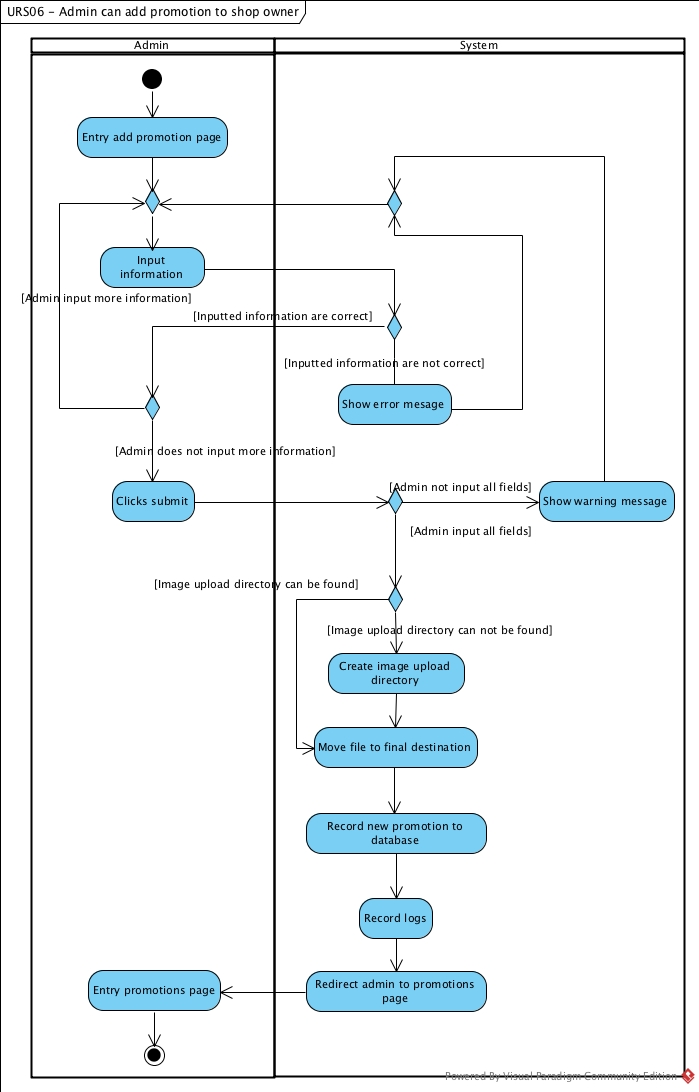 URS06 - Admin can add promotion to shop owner
Admin
System
Entry add promotion page
Input
information
[Admin input more information]
[Inputted information are correct]
[Inputted information are not correct]
Show error mesage
[Admin does not input more information]
Clicks submit
[Admin not input all fields]
Show warning message
[Admin input all fields]
[Image upload directory can be found]
[Image upload directory can not be found]
Create image upload
directory
Move file to final destination
Record new promotion to
database
Record logs
Entry promotions page
Redirect admin to promotions
page
Powered By Visual Paradigm Community Edition